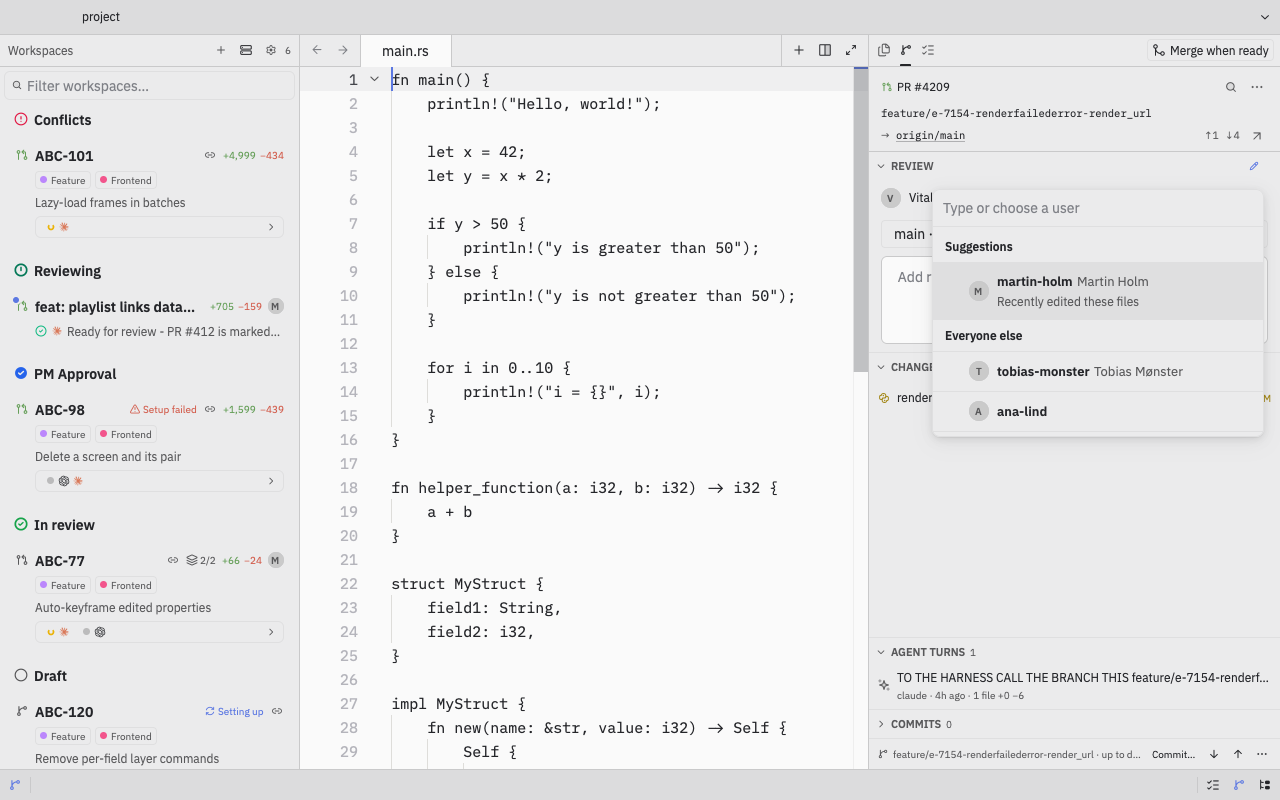 project
Workspaces
6
Filter workspaces...
Conflicts
ABC-101
+4,999 −434
Feature
Frontend
Lazy-load frames in batches
Reviewing
feat: playlist links data...
+705 −159
M
Ready for review - PR #412 is marked...
PM Approval
ABC-98
Setup failed
+1,599 −439
Feature
Frontend
Delete a screen and its pair
In review
ABC-77
2/2
+66 −24
M
Feature
Frontend
Auto-keyframe edited properties
Draft
ABC-120
Setting up
Feature
Frontend
Remove per-field layer commands
main.rs
1 fn main() {
2 println!("Hello, world!");
3
4 let x = 42;
5 let y = x * 2;
6
7 if y > 50 {
8 println!("y is greater than 50");
9 } else {
10 println!("y is not greater than 50");
11 }
12
13 for i in 0..10 {
14 println!("i = {}", i);
15 }
16 }
17
18 fn helper_function(a: i32, b: i32) -> i32 {
19 a + b
20 }
21
22 struct MyStruct {
23 field1: String,
24 field2: i32,
25 }
26
27 impl MyStruct {
28 fn new(name: &str, value: i32) -> Self {
29 Self {
Merge when ready
PR #4209
feature/e-7154-renderfailederror-render_url
→ origin/main
↑1 ↓4
REVIEW
V
Vital
main ·
Add r
Type or choose a user
Suggestions
M
martin-holm Martin Holm
Recently edited these files
Everyone else
T
tobias-monster Tobias Mønster
A
ana-lind
CHANGE
render
M
AGENT TURNS 1
TO THE HARNESS CALL THE BRANCH THIS feature/e-7154-renderf...
claude · 4h ago · 1 file +0 −6
COMMITS 0
feature/e-7154-renderfailederror-render_url · up to d...
Commit...